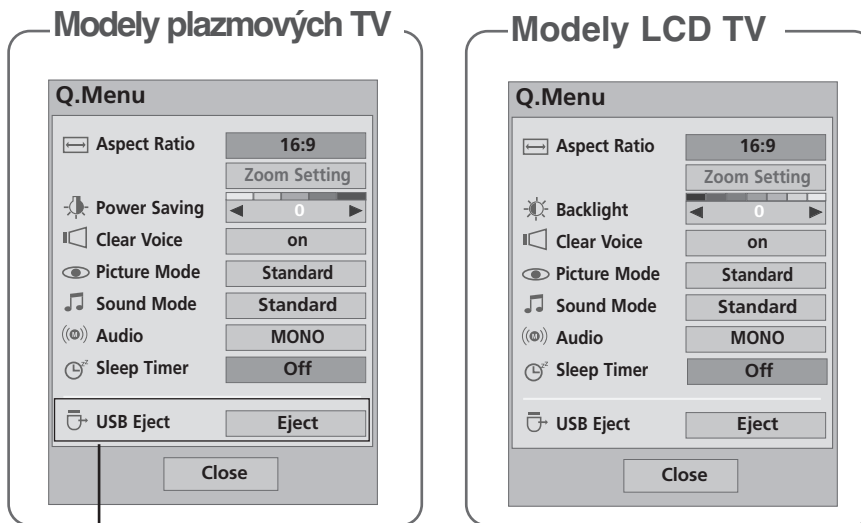 Modely plazmových TV
Q.Menu
Aspect Ratio 16:9
Zoom Setting
Power Saving 0
Clear Voice on
Picture Mode Standard
Sound Mode Standard
Audio MONO
Sleep Timer Off
USB Eject Eject
Close
Modely LCD TV
Q.Menu
Aspect Ratio 16:9
Zoom Setting
Backlight 0
Clear Voice on
Picture Mode Standard
Sound Mode Standard
Audio MONO
Sleep Timer Off
USB Eject Eject
Close